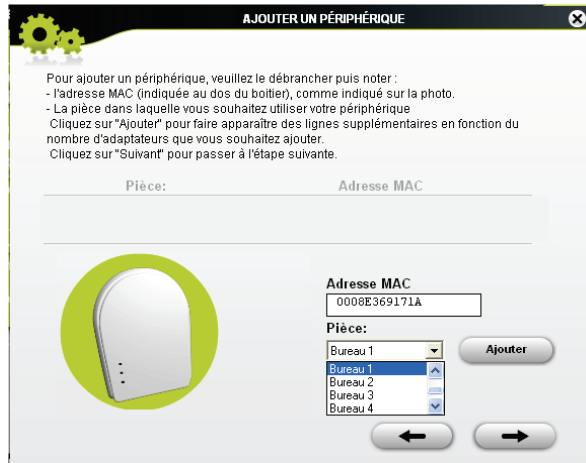 AJOUTER UN PÉRIPHÉRIQUE
Pour ajouter un périphérique, veuillez le débrancher puis noter :
- l'adresse MAC (indiquée au dos du boitier), comme indiqué sur la photo.
- La pièce dans laquelle vous souhaitez utiliser votre périphérique
Cliquez sur "Ajouter" pour faire apparaître des lignes supplémentaires en fonction du
nombre d'adaptateurs que vous souhaitez ajouter.
Cliquez sur "Suivant" pour passer à l'étape suivante.
Pièce: Adresse MAC
Adresse MAC
0008E369171A
Pièce:
Bureau 1 Ajouter
Bureau 1
Bureau 2
Bureau 3
Bureau 4